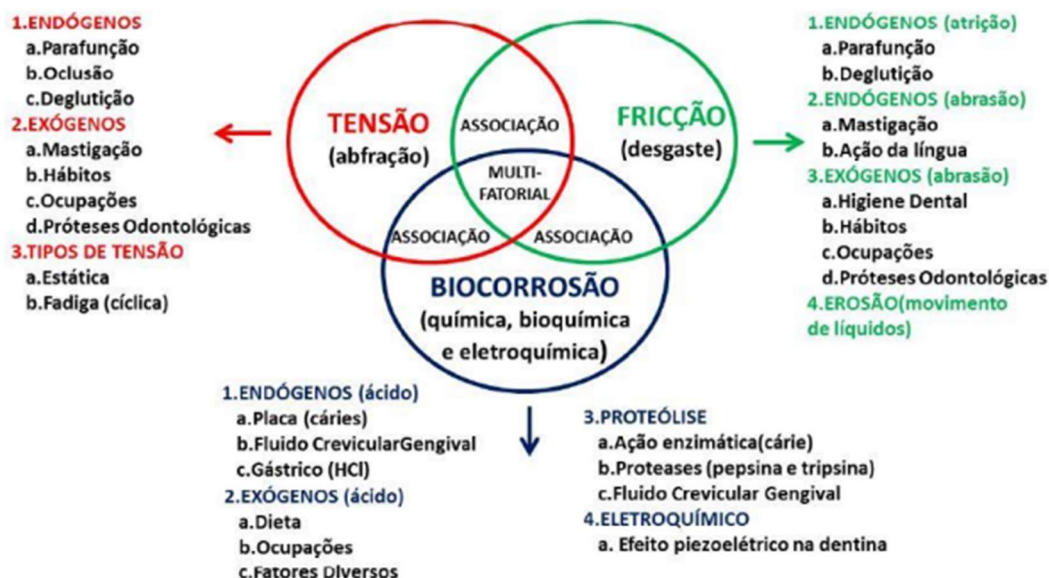 1.ENDÓGENOS
a.Parafunção
b.Oclusão
c.Deglutição
2.EXÓGENOS
a.Mastigação
b.Hábitos
c.Ocupações
d.Próteses Odontológicas
3.TIPOS DE TENSÃO
a.Estática
b.Fadiga (cíclica)
TENSÃO
(abfração)
ASSOCIAÇÃO
FRICÇÃO
(desgaste)
MULTI-
FATORIAL
ASSOCIAÇÃO
ASSOCIAÇÃO
BIOCORROSÃO
(química, bioquímica
e eletroquímica)
1.ENDÓGENOS (atrição)
a.Parafunção
b.Deglutição
2.ENDÓGENOS (abrasão)
a.Mastigação
b.Ação da língua
3.EXÓGENOS (abrasão)
a.Higiene Dental
b.Hábitos
c.Ocupações
d.Próteses Odontológicas
4.EROSÃO(movimento
de líquidos)
1.ENDÓGENOS (ácido)
a.Placa (cáries)
b.Fluido CrevicularGengival
c.Gástrico (HCl)
2.EXÓGENOS (ácido)
a.Dieta
b.Ocupações
c.Fatores Diversos
3.PROTEÓLISE
a.Ação enzimática(cárie)
b.Proteases (pepsina e tripsina)
c.Fluido Crevicular Gengival
4.ELETROQUÍMICO
a. Efeito piezoelétrico na dentina